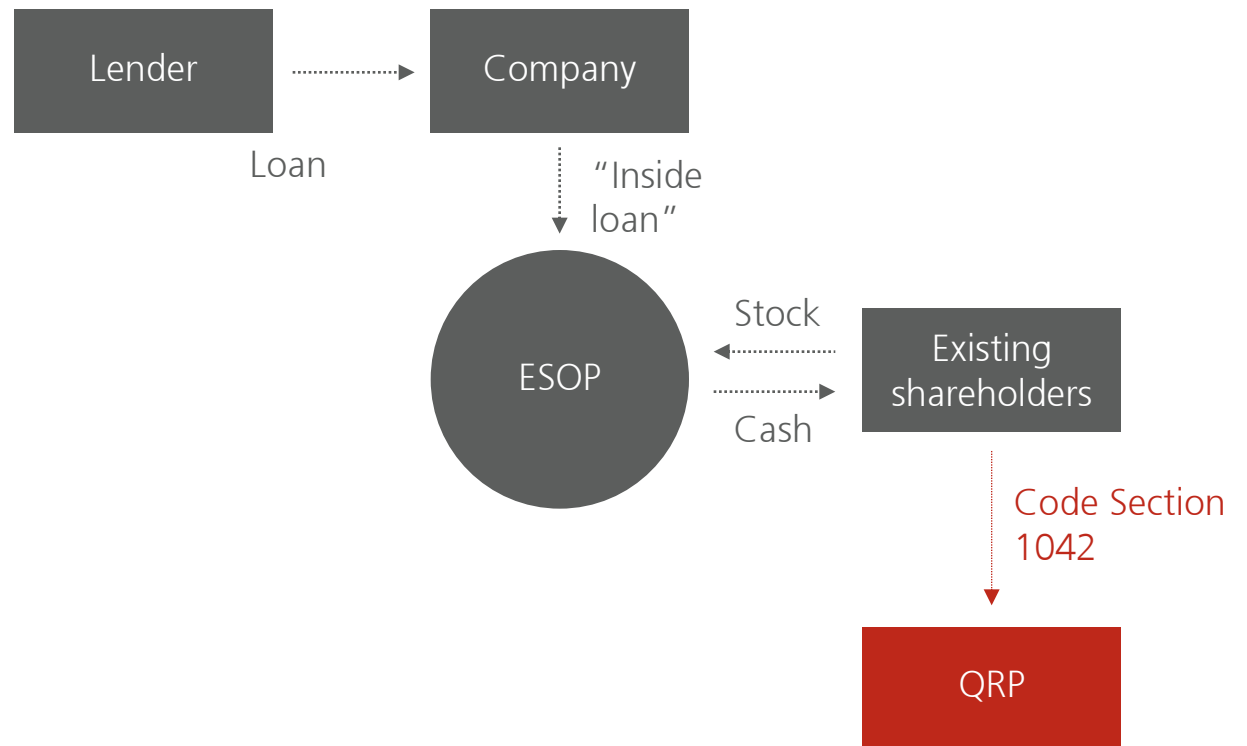 Lender
Company
Loan
“Inside
loan”
Stock
Existing
shareholders
ESOP
Cash
Code Section
1042
QRP